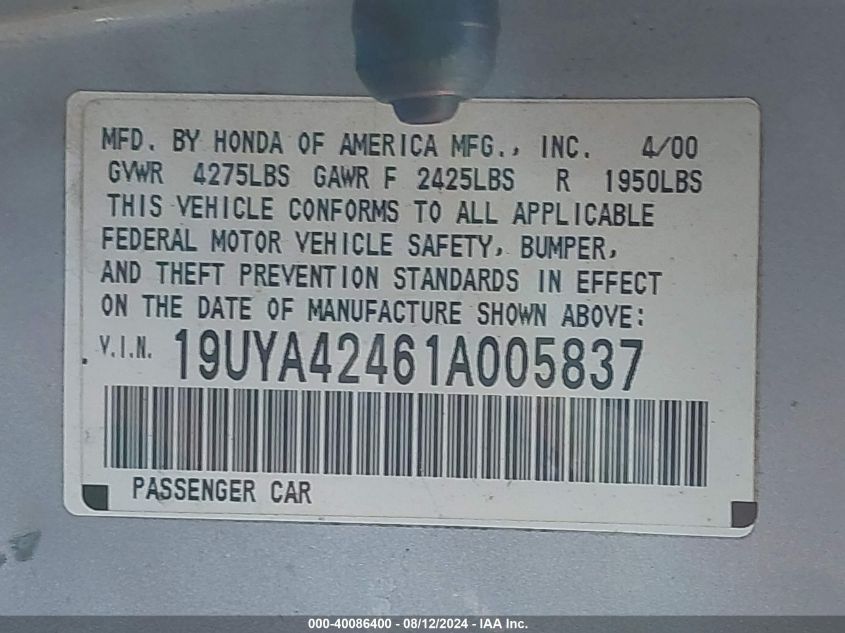 MFD. BY HONDA OF AMERICA MFG., INC. 4/00
GVWR 4275LBS GAWR F 2425LBS R 1950LBS
THIS VEHICLE CONFORMS TO ALL APPLICABLE
FEDERAL MOTOR VEHICLE SAFETY, BUMPER,
AND THEFT PREVENTION STANDARDS IN EFFECT
ON THE DATE OF MANUFACTURE SHOWN ABOVE:
V.I.N. 19UYA42461A005837
PASSENGER CAR
000-40086400 - 08/12/2024 - IAA Inc.